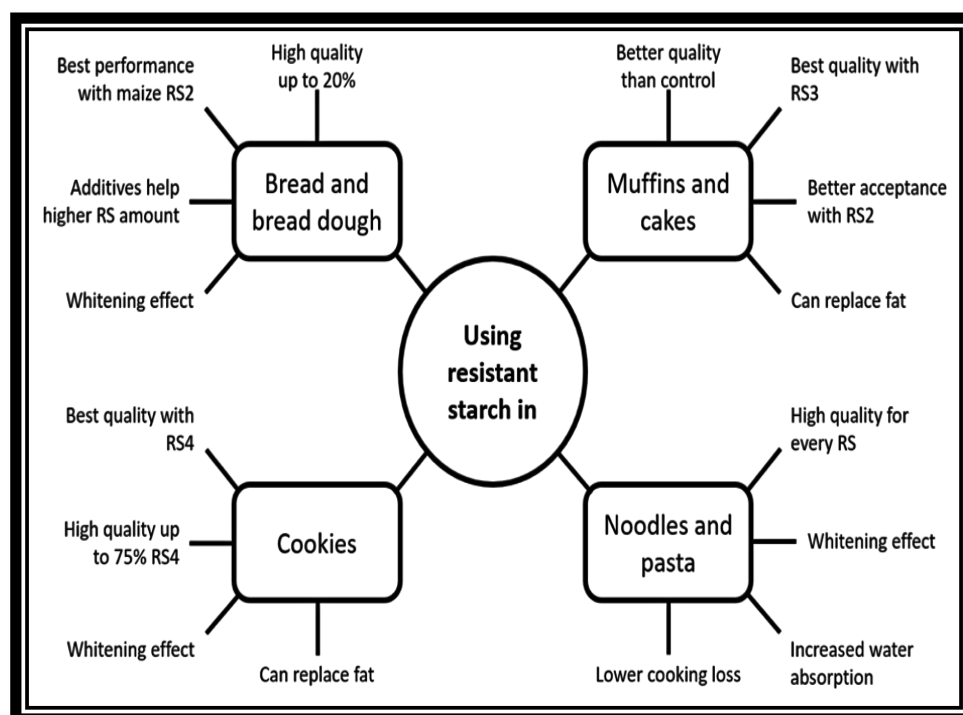 Best performance
with maize RS2
High quality
up to 20%
Additives help
higher RS amount
Whitening effect
Bread and
bread dough
Better quality
than control
Best quality with
RS3
Better acceptance
with RS2
Can replace fat
Muffins and
cakes
Using
resistant
starch in
Best quality with
RS4
High quality up
to 75% RS4
Whitening effect
Can replace fat
Cookies
High quality for
every RS
Whitening effect
Increased water
absorption
Lower cooking loss
Noodles and
pasta